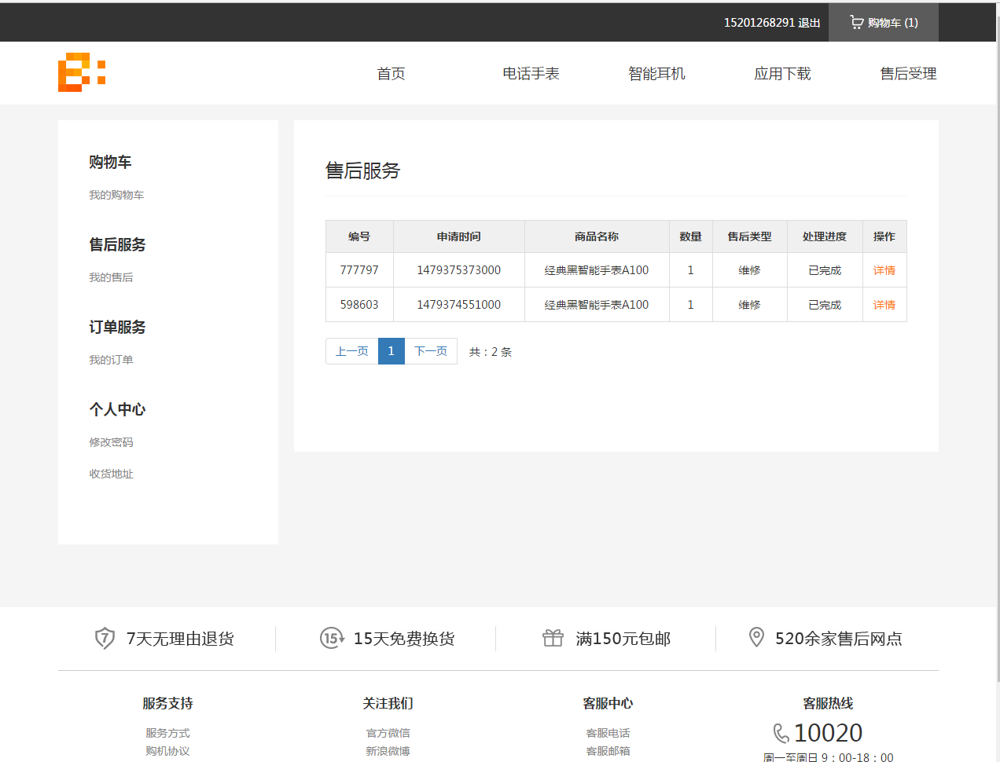 15201268291 退出 购物车 (1)
首页 电话手表 智能耳机 应用下载 售后受理
购物车
我的购物车
售后服务
我的售后
订单服务
我的订单
个人中心
修改密码
收货地址
售后服务
编号 申请时间 商品名称 数量 售后类型 处理进度 操作
777797 1479375373000 经典黑智能手表A100 1 维修 已完成 详情
598603 1479374551000 经典黑智能手表A100 1 维修 已完成 详情
上一页 1 下一页 共：2 条
7 7天无理由退货 15 15天免费换货 满150元包邮 520余家售后网点
服务支持 关注我们 客服中心 客服热线
服务方式 官方微信 客服电话 10020
购机协议 新浪微博 客服邮箱 周一至周日 9：00-18：00